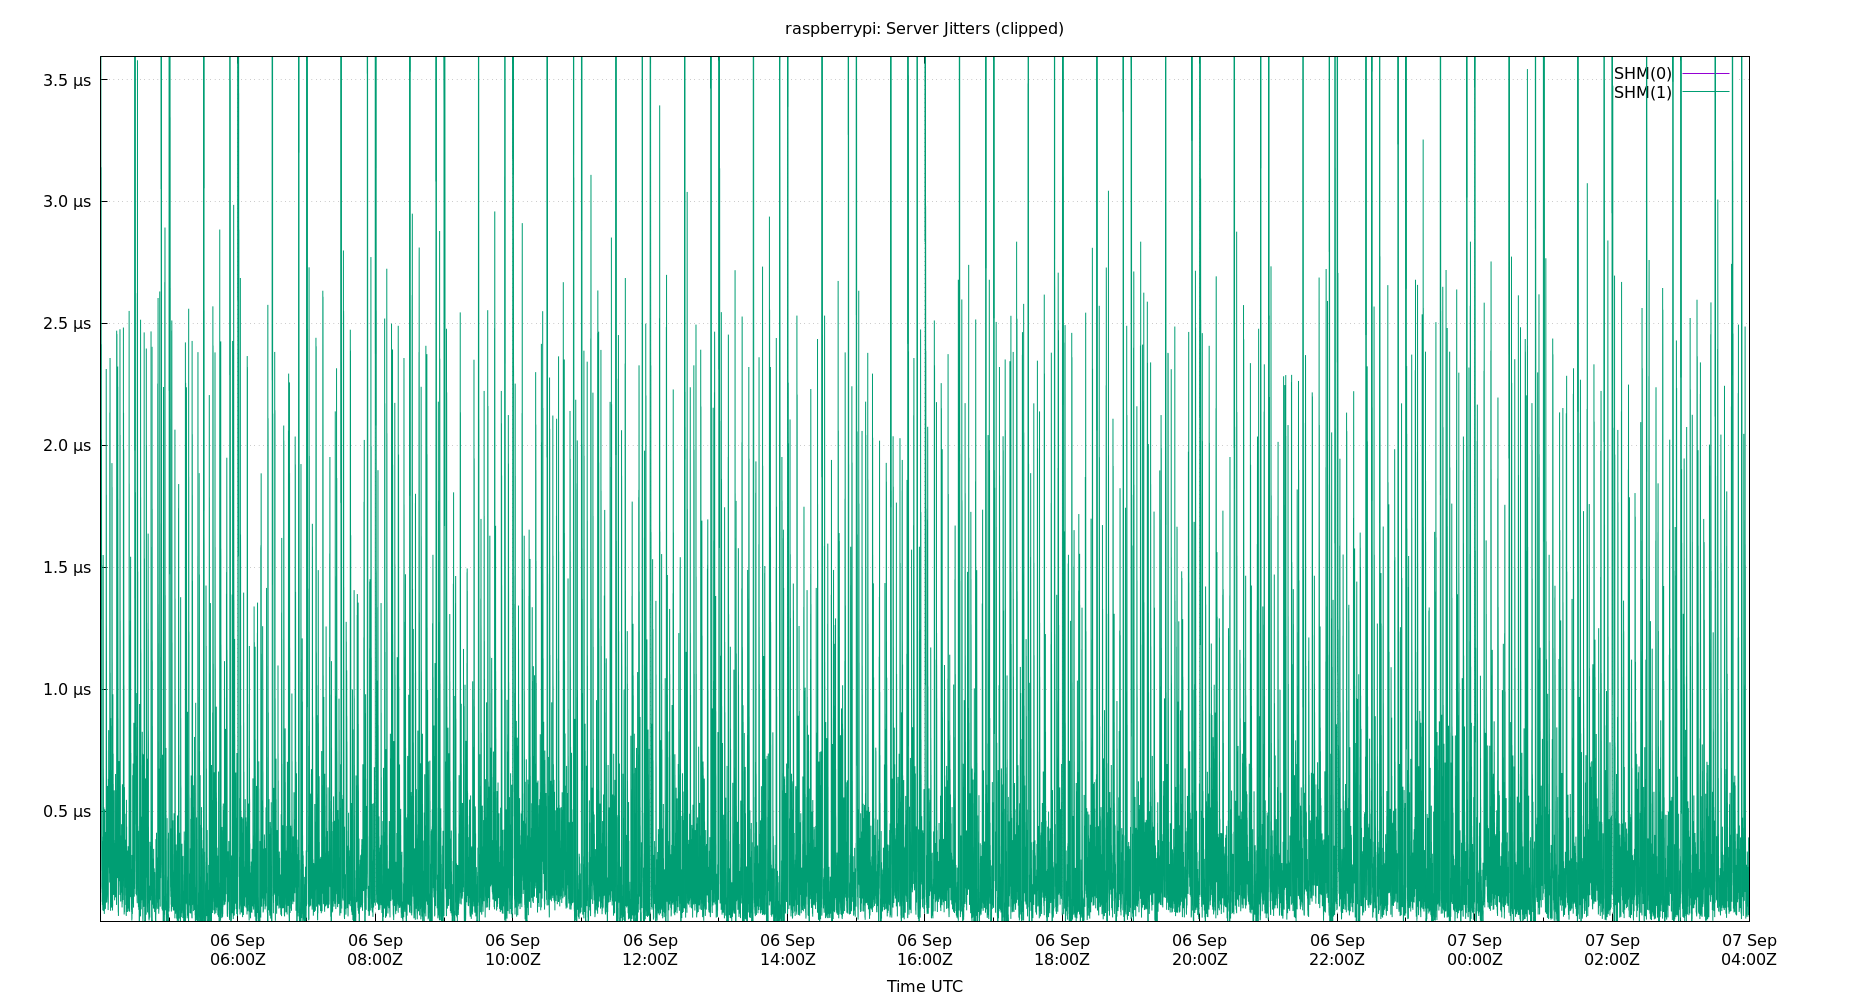 raspberrypi: Server Jitters (clipped)
SHM(0)
SHM(1)
3.5 µs
3.0 µs
2.5 µs
2.0 µs
1.5 µs
1.0 µs
0.5 µs
06 Sep 06 Sep 06 Sep 06 Sep 06 Sep 06 Sep 06 Sep 06 Sep 06 Sep 07 Sep 07 Sep 07 Sep
06:00Z 08:00Z 10:00Z 12:00Z 14:00Z 16:00Z 18:00Z 20:00Z 22:00Z 00:00Z 02:00Z 04:00Z
Time UTC